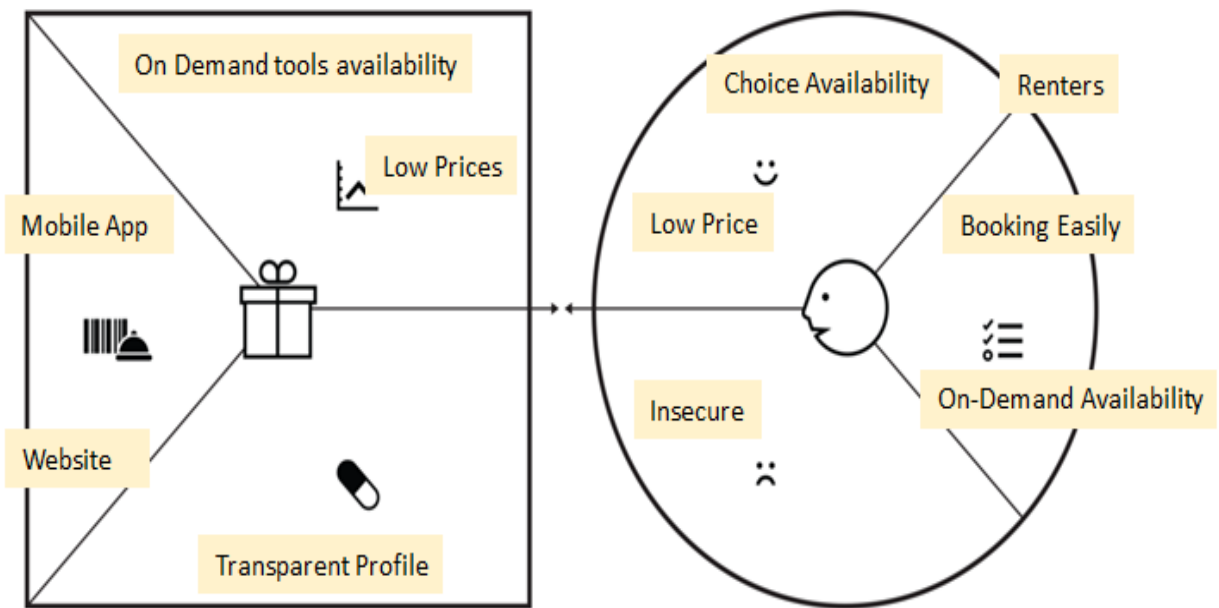 On Demand tools availability
Low Prices
Mobile App
Website
Transparent Profile
Choice Availability
Renters
Low Price
Booking Easily
On-Demand Availability
Insecure